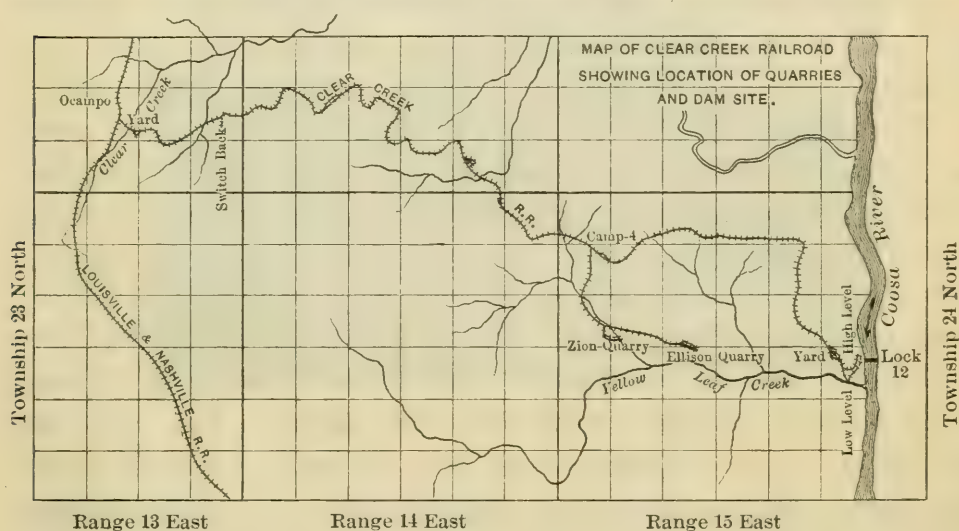 MAP OF CLEAR CREEK RAILROAD
SHOWING LOCATION OF QUARRIES
AND DAM SITE.
Ocampo
Yard
Clear Creek
Switch Back
CLEAR CREEK R.R.
LOUISVILLE & NASHVILLE R.R.
Camp-4
Zion-Quarry
Ellison Quarry
Yard
High Level
Low Level
Yellow Leaf Creek
Coosa River
Lock
12
Township 23 North
Township 24 North
Range 13 East
Range 14 East
Range 15 East